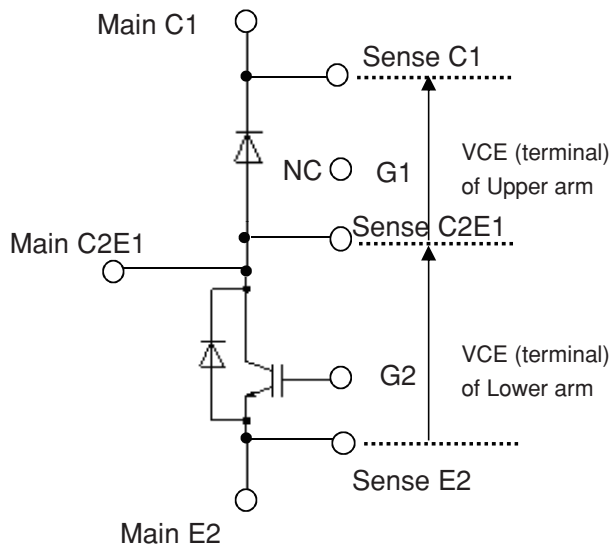 Main C1
Sense C1
VCE (terminal)
of Upper arm
NC
G1
Sense C2E1
Main C2E1
VCE (terminal)
of Lower arm
G2
Sense E2
Main E2